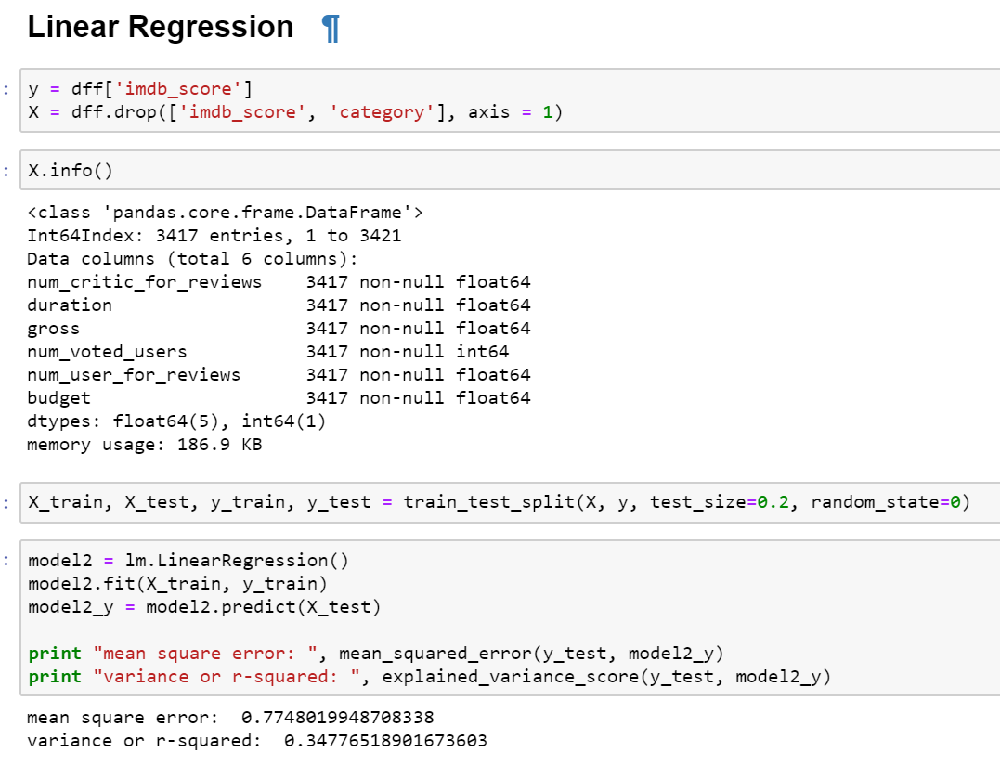 Linear Regression ¶
: y = dff['imdb_score']
X = dff.drop(['imdb_score', 'category'], axis = 1)
: X.info()
<class 'pandas.core.frame.DataFrame'>
Int64Index: 3417 entries, 1 to 3421
Data columns (total 6 columns):
num_critic_for_reviews    3417 non-null float64
duration                  3417 non-null float64
gross                     3417 non-null float64
num_voted_users           3417 non-null int64
num_user_for_reviews      3417 non-null float64
budget                    3417 non-null float64
dtypes: float64(5), int64(1)
memory usage: 186.9 KB
: X_train, X_test, y_train, y_test = train_test_split(X, y, test_size=0.2, random_state=0)
: model2 = lm.LinearRegression()
model2.fit(X_train, y_train)
model2_y = model2.predict(X_test)
print "mean square error: ", mean_squared_error(y_test, model2_y)
print "variance or r-squared: ", explained_variance_score(y_test, model2_y)
mean square error:  0.7748019948708338
variance or r-squared:  0.34776518901673603